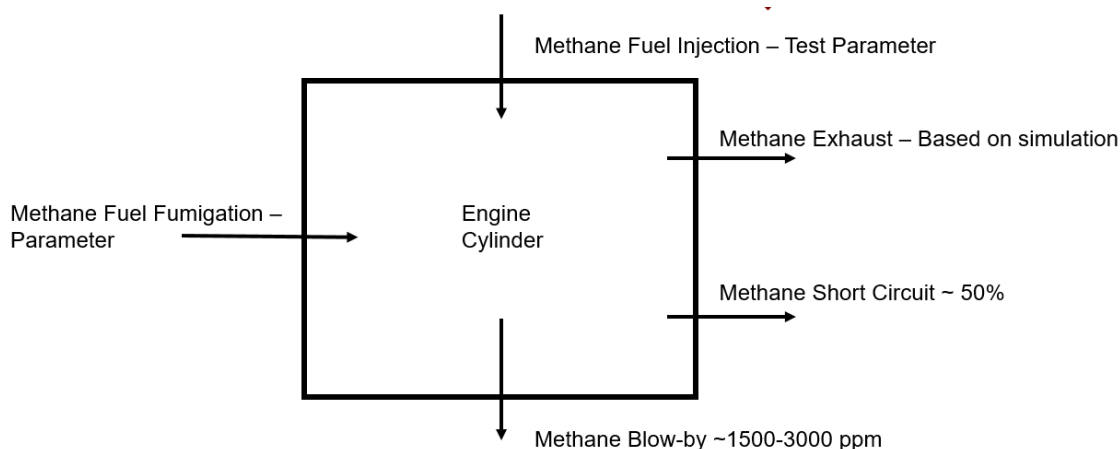 Methane Fuel Injection – Test Parameter
Methane Exhaust – Based on simulation
Methane Fuel Fumigation –
Parameter
Engine
Cylinder
Methane Short Circuit ~ 50%
Methane Blow-by ~1500-3000 ppm